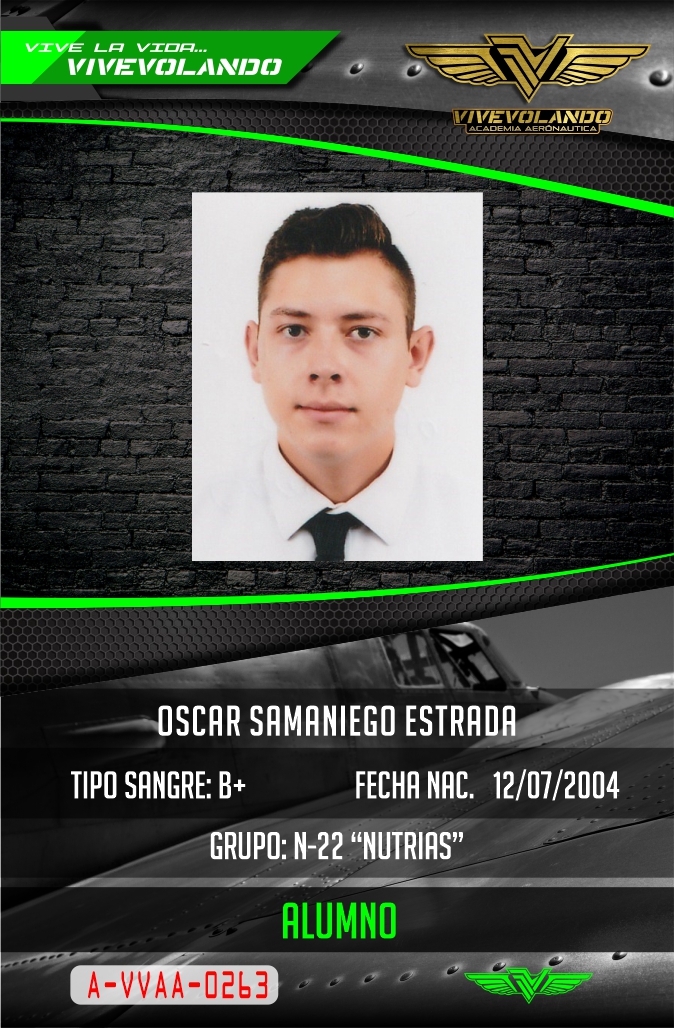 VIVE LA VIDA...
VIVEVOLANDO
VIVEVOLANDO
ACADEMIA AERÓNAUTICA
OSCAR SAMANIEGO ESTRADA
TIPO SANGRE: B+ FECHA NAC. 12/07/2004
GRUPO: N-22 “NUTRIAS”
ALUMNO
A-VVAA-0263